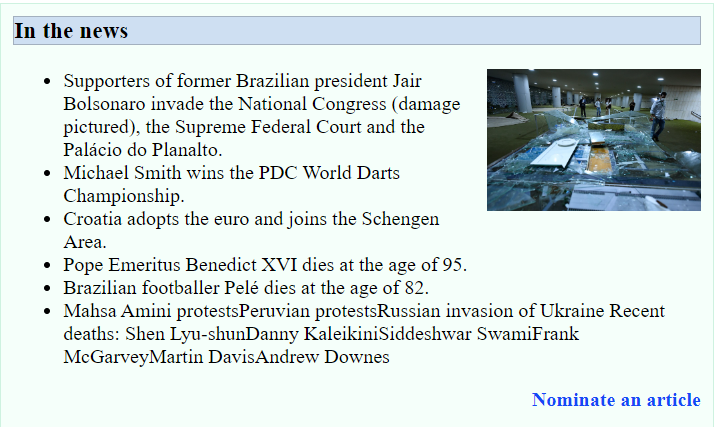 In the news
Supporters of former Brazilian president Jair
Bolsonaro invade the National Congress (damage
pictured), the Supreme Federal Court and the
Palácio do Planalto.
Michael Smith wins the PDC World Darts
Championship.
Croatia adopts the euro and joins the Schengen
Area.
Pope Emeritus Benedict XVI dies at the age of 95.
Brazilian footballer Pelé dies at the age of 82.
Mahsa Amini protestsPeruvian protestsRussian invasion of Ukraine Recent
deaths: Shen Lyu-shunDanny KaleikiniSiddeshwar SwamiFrank
McGarveyMartin DavisAndrew Downes
Nominate an article